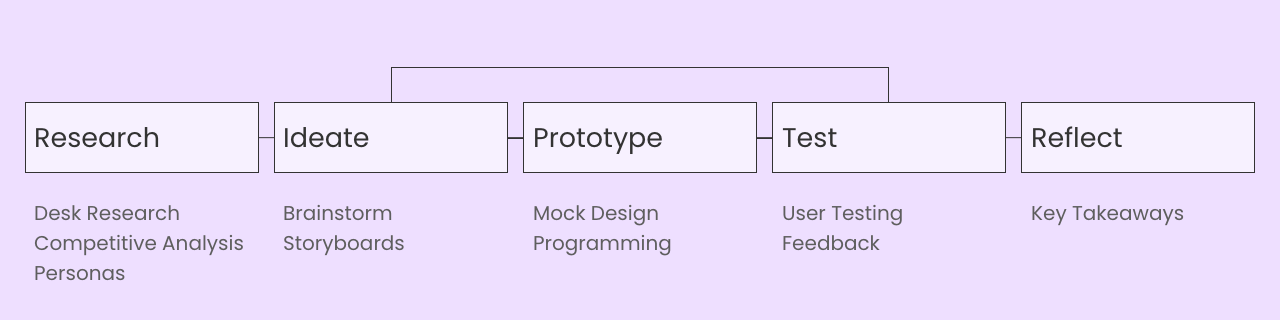 Research
Ideate
Prototype
Test
Reflect
Desk Research
Competitive Analysis
Personas
Brainstorm
Storyboards
Mock Design
Programming
User Testing
Feedback
Key Takeaways